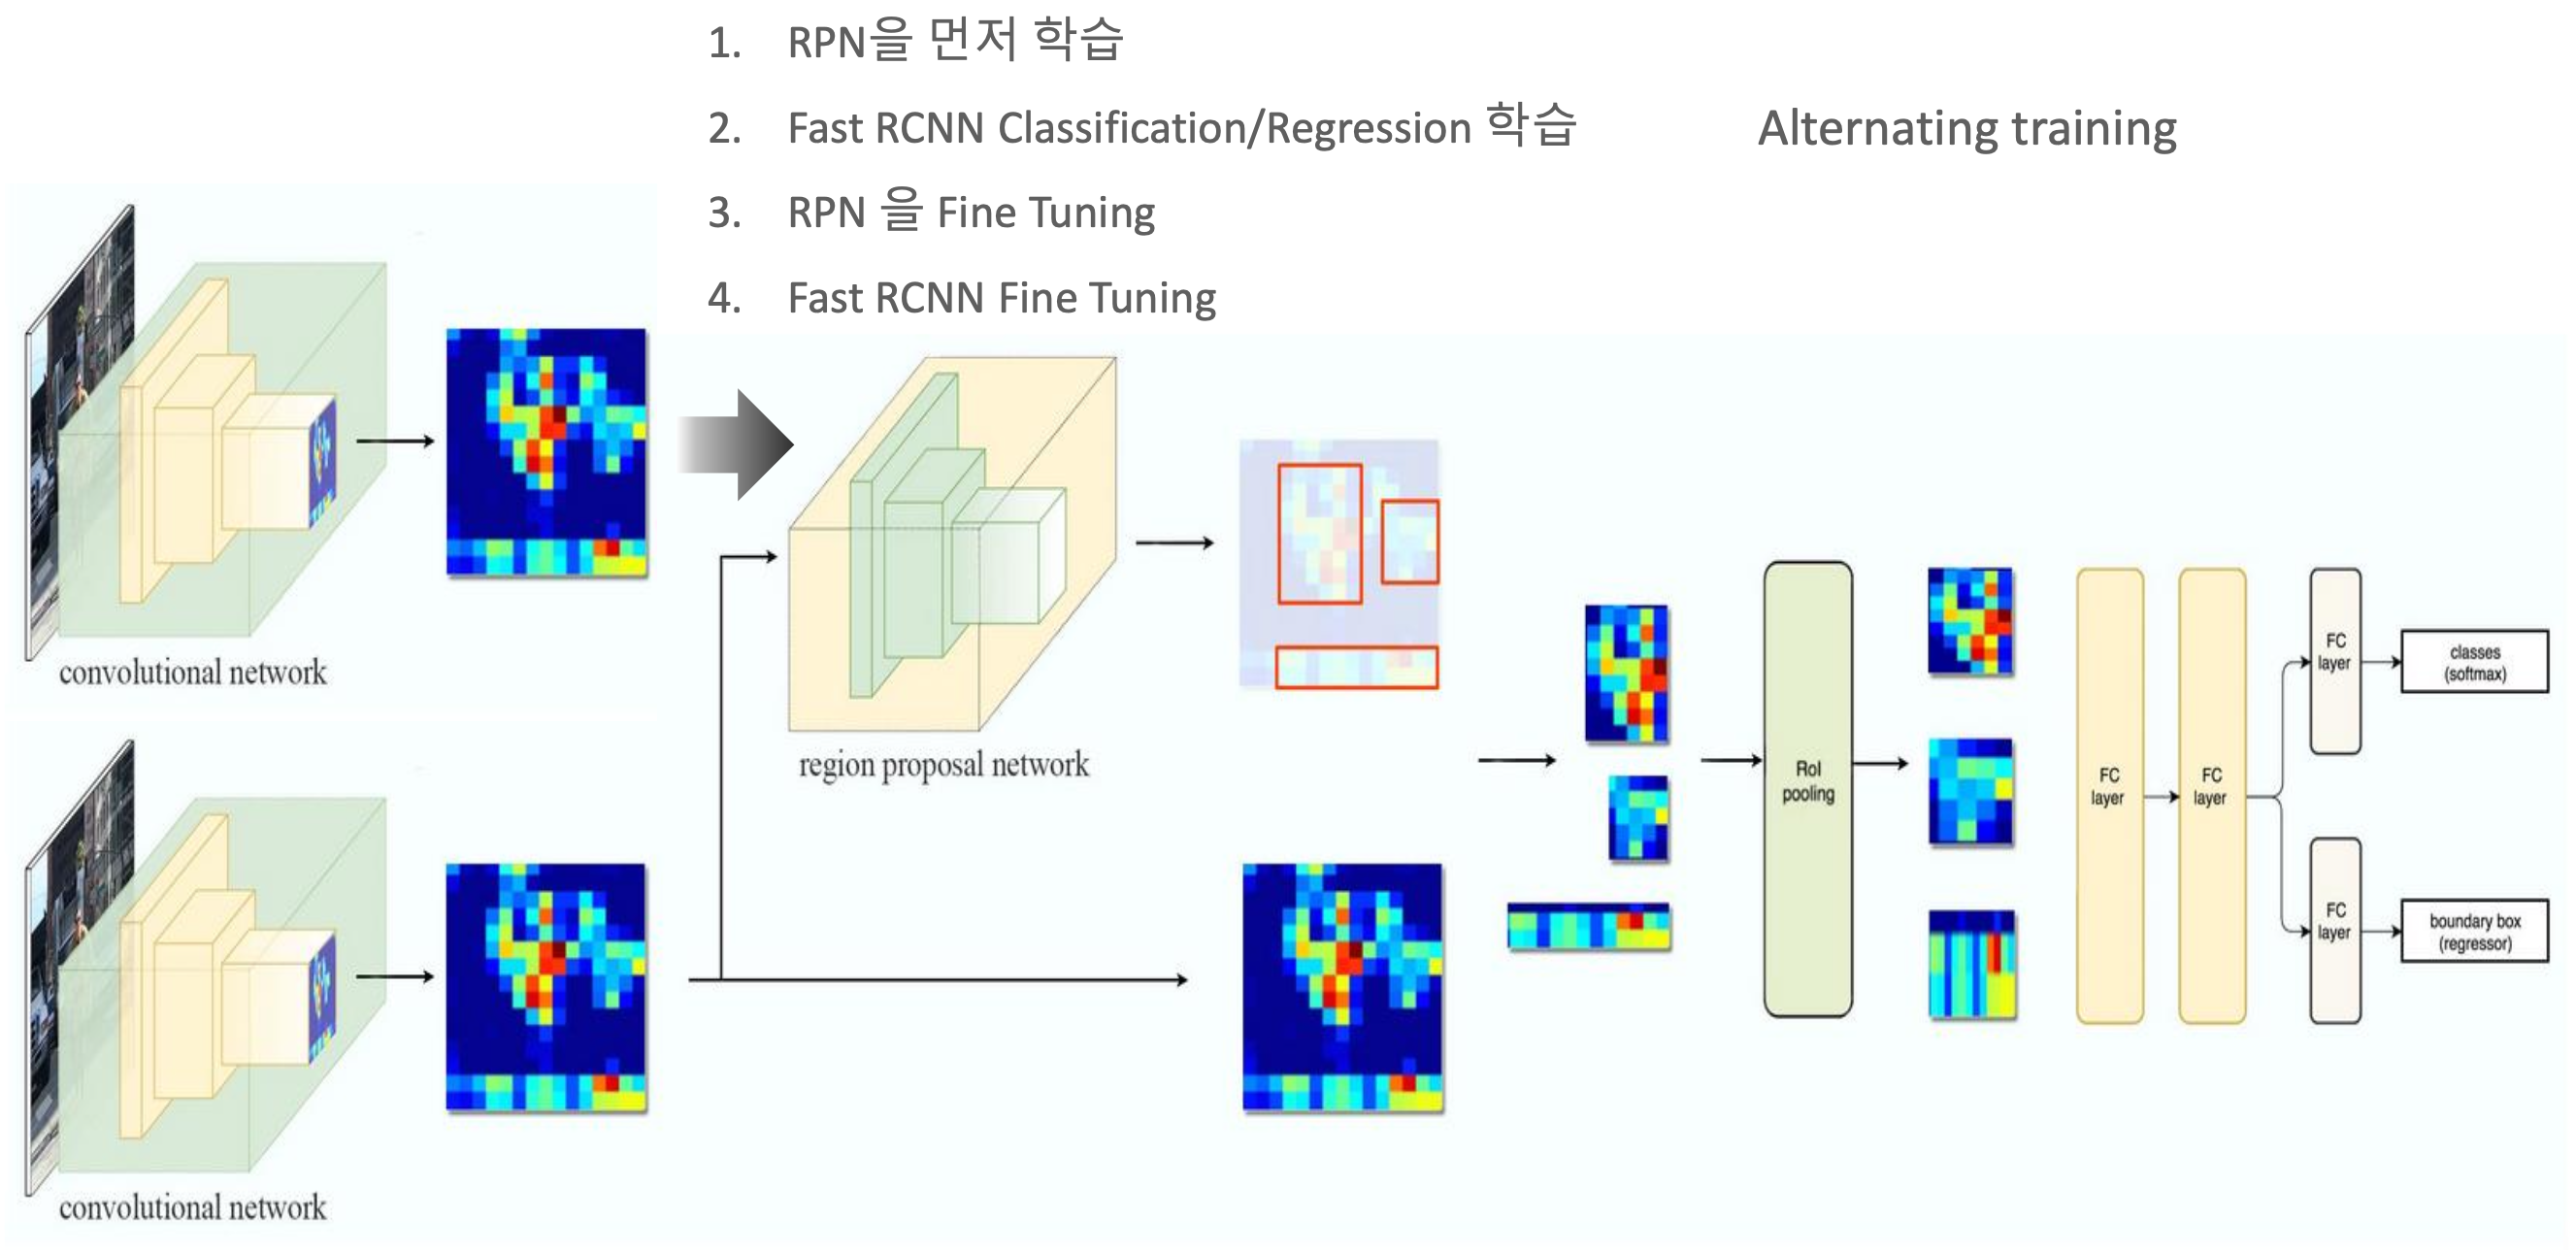 1. RPN을 먼저 학습
2. Fast RCNN Classification/Regression 학습
Alternating training
3. RPN 을 Fine Tuning
4. Fast RCNN Fine Tuning
convolutional network
region proposal network
convolutional network
RoI
pooling
FC
layer
FC
layer
FC
layer
classes
(softmax)
FC
layer
boundary box
(regressor)